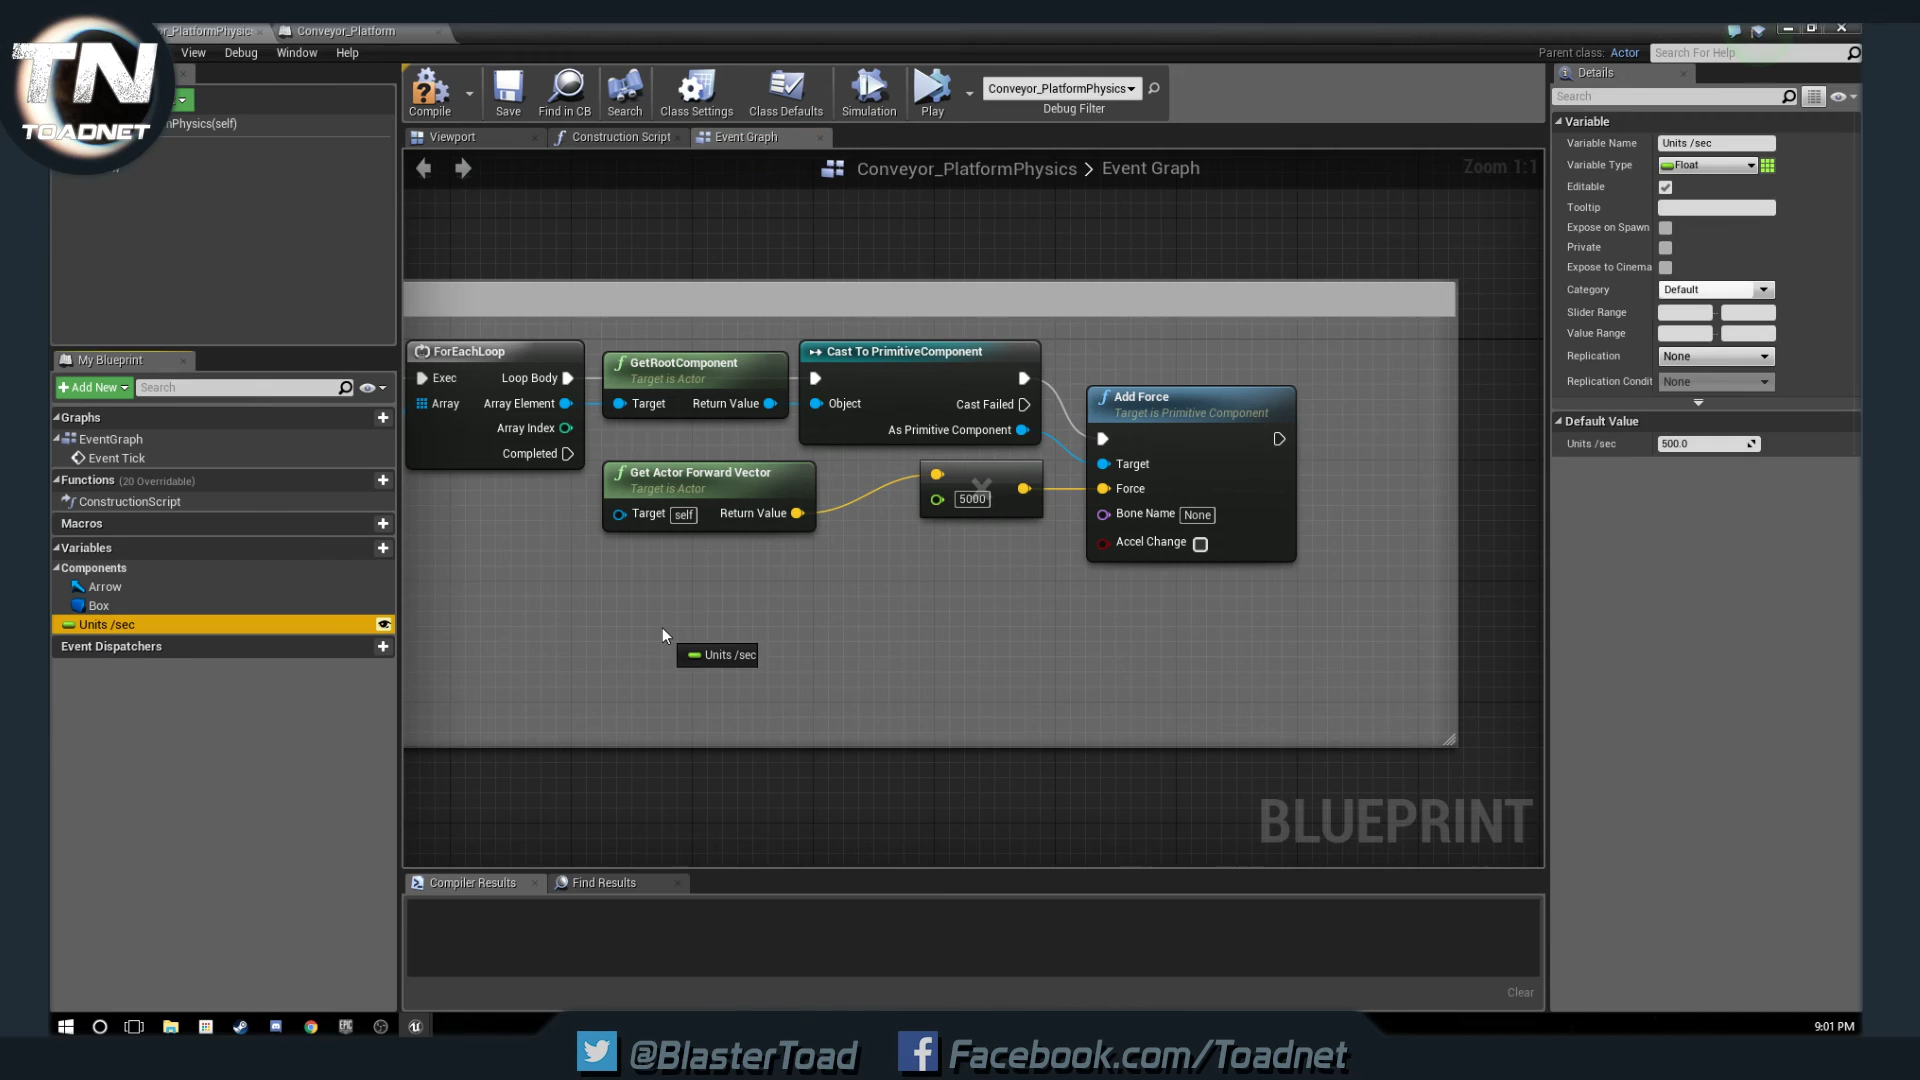 TN
TOADNET
or_PlatformPhysic
Conveyor_Platform
View Debug Window Help
Parent class: Actor
Search For Help
mPhysics(self)
Compile
Save
Find in CB
Search
Class Settings
Class Defaults
Simulation
Play
Conveyor_PlatformPhysics
Debug Filter
Viewport
Construction Script
Event Graph
Conveyor_PlatformPhysics > Event Graph
Zoom 1:1
My Blueprint
Add New
Search
Graphs
EventGraph
Event Tick
Functions (20 Overridable)
ConstructionScript
Macros
Variables
Components
Arrow
Box
Units /sec
Event Dispatchers
ForEachLoop
Exec Loop Body
Array Array Element
Array Index
Completed
GetRootComponent
Target is Actor
Target Return Value
Cast To PrimitiveComponent
Object Cast Failed
As Primitive Component
Get Actor Forward Vector
Target is Actor
Target self Return Value
5000
Add Force
Target is Primitive Component
Target
Force
Bone Name None
Accel Change
Units /sec
BLUEPRINT
Compiler Results
Find Results
Clear
Details
Search
Variable
Variable Name Units /sec
Variable Type Float
Editable
Tooltip
Expose on Spawn
Private
Expose to Cinema
Category Default
Slider Range
Value Range
Replication None
Replication Condit None
Default Value
Units /sec 500.0
EPIC
9:01 PM
@BlasterToad
Facebook.com/Toadnet